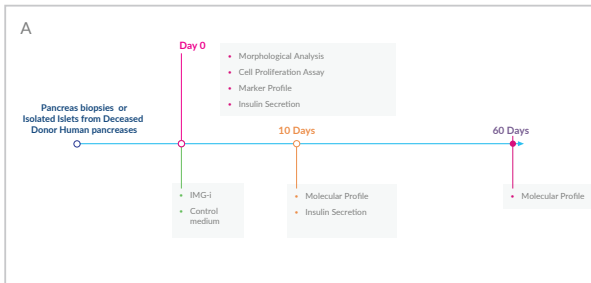 A
Day 0
Morphological Analysis
Cell Proliferation Assay
Marker Profile
Insulin Secretion
Pancreas biopsies or
Isolated Islets from Deceased
Donor Human pancreases
10 Days
60 Days
IMG-i
Control
medium
Molecular Profile
Insulin Secretion
Molecular Profile